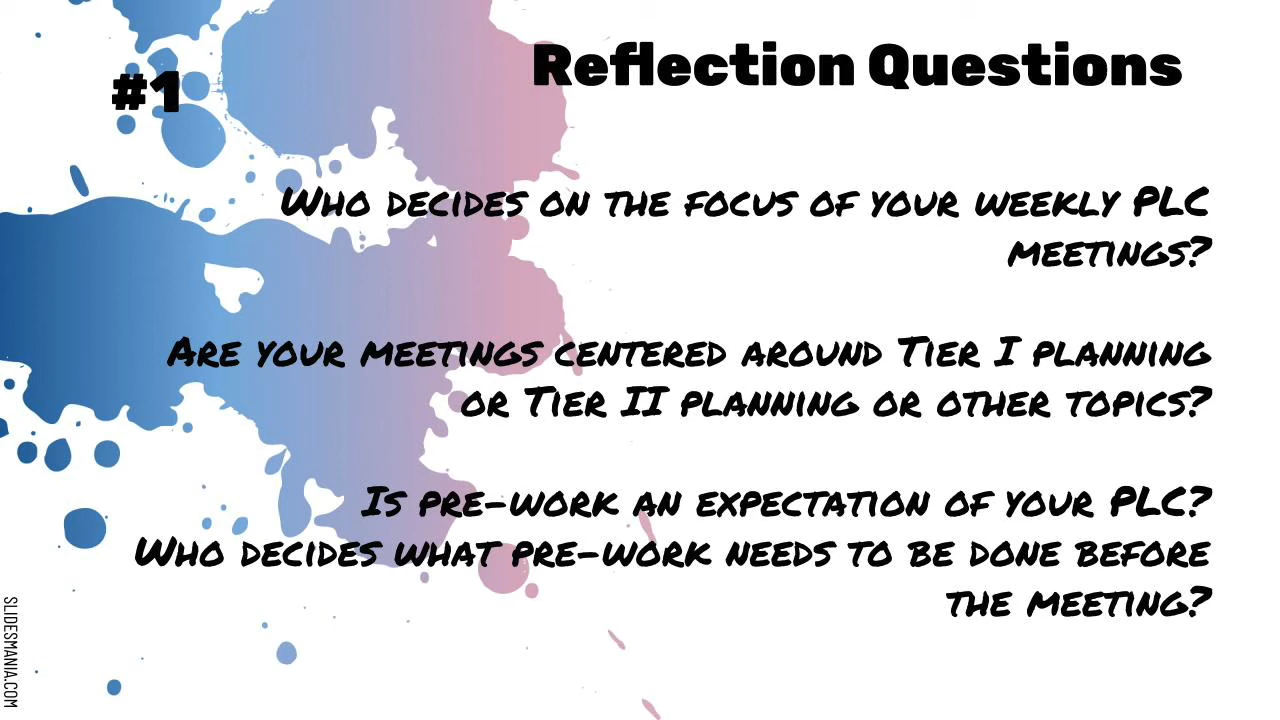 #1
Reflection Questions
Who decides on the focus of your weekly PLC
meetings?
Are your meetings centered around Tier I planning
or Tier II planning or other topics?
Is pre-work an expectation of your PLC?
Who decides what pre-work needs to be done before
the meeting?
SLIDESMANIA.COM